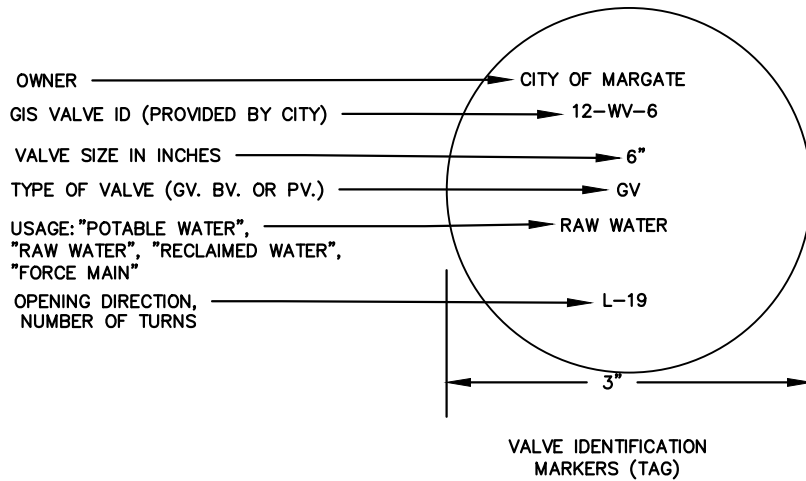 OWNER CITY OF MARGATE
GIS VALVE ID (PROVIDED BY CITY) 12-WV-6
VALVE SIZE IN INCHES 6"
TYPE OF VALVE (GV. BV. OR PV.) GV
USAGE: "POTABLE WATER", RAW WATER
"RAW WATER", "RECLAIMED WATER",
"FORCE MAIN"
OPENING DIRECTION, L-19
NUMBER OF TURNS
3"
VALVE IDENTIFICATION
MARKERS (TAG)